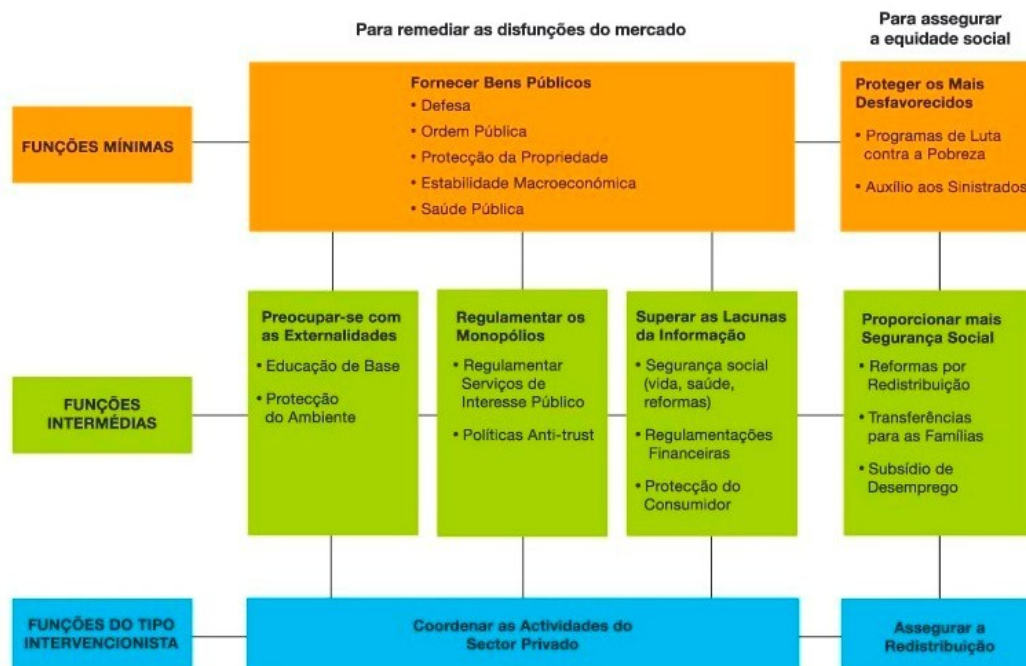 Para remediar as disfunções do mercado
Para assegurar
a equidade social
FUNÇÕES MÍNIMAS
Fornecer Bens Públicos
• Defesa
• Ordem Pública
• Protecção da Propriedade
• Estabilidade Macroeconómica
• Saúde Pública
Proteger os Mais
Desfavorecidos
• Programas de Luta
contra a Pobreza
• Auxílio aos Sinistrados
FUNÇÕES
INTERMÉDIAS
Preocupar-se com
as Externalidades
• Educação de Base
• Protecção
do Ambiente
Regulamentar os
Monopólios
• Regulamentar
Serviços de
Interesse Público
• Políticas Anti-trust
Superar as Lacunas
da Informação
• Segurança social
(vida, saúde,
reformas)
• Regulamentações
Financeiras
• Protecção do
Consumidor
Proporcionar mais
Segurança Social
• Reformas por
Redistribuição
• Transferências
para as Famílias
• Subsídio de
Desemprego
FUNÇÕES DO TIPO
INTERVENCIONISTA
Coordenar as Actividades do
Sector Privado
Assegurar a
Redistribuição